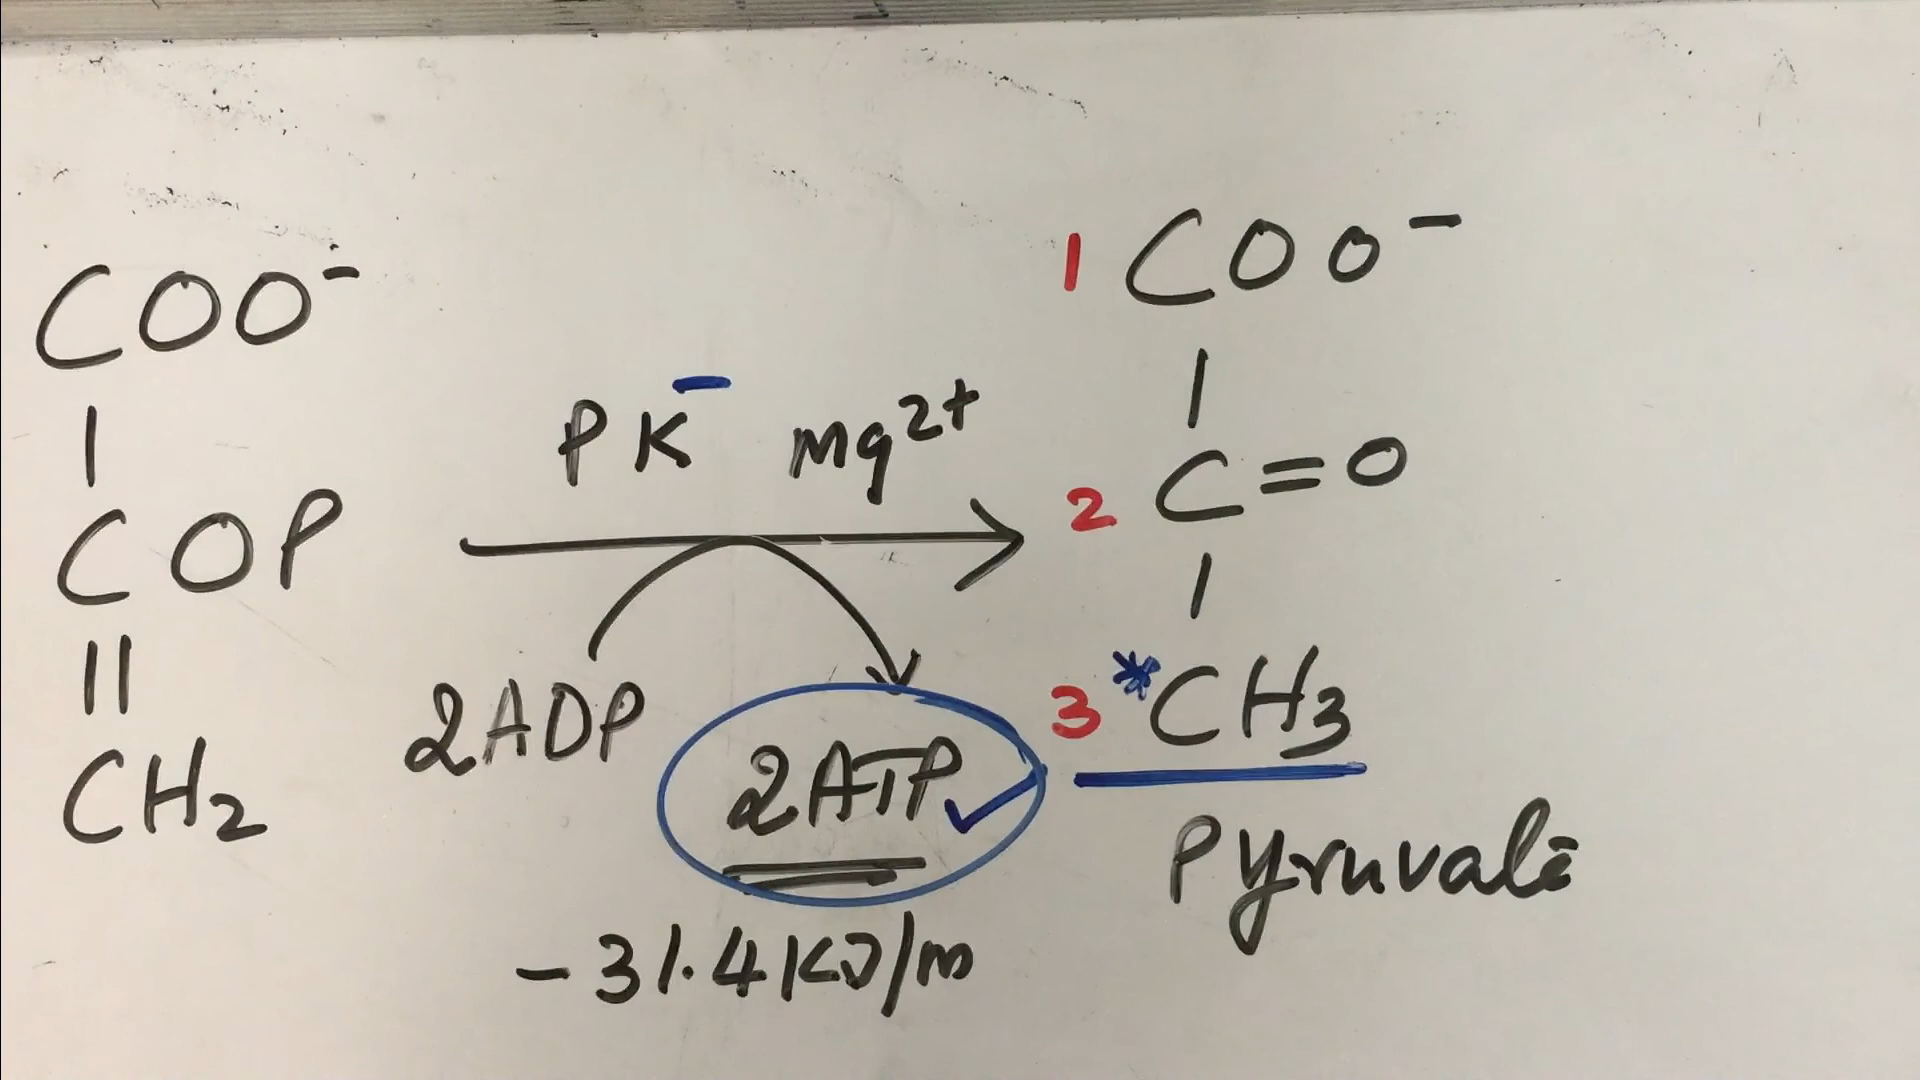 COO-
|
COP
||
CH2
PK- mg2+
2ADP
2ATP ✓
-31.4KJ/m
1 COO-
|
2 C=O
|
3 *CH3
Pyruvate